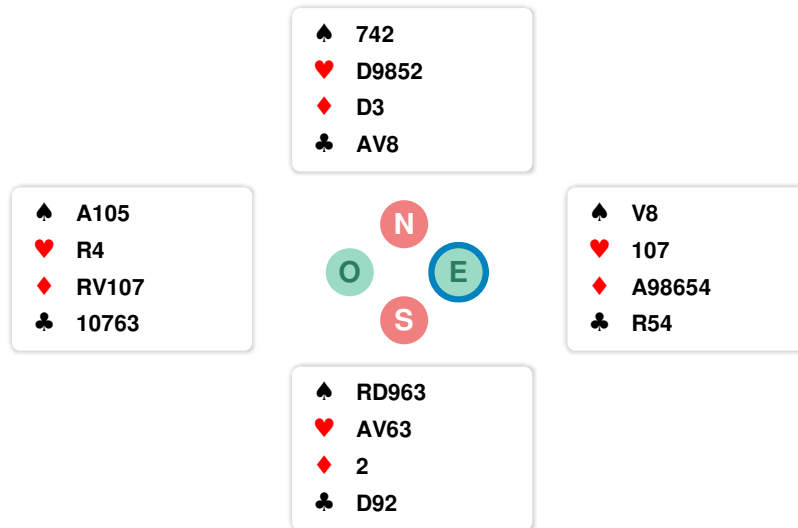 ♠ 742
♥ D9852
♦ D3
♣ AV8
♠ A105
♥ R4
♦ RV107
♣ 10763
N
O E
S
♠ V8
♥ 107
♦ A98654
♣ R54
♠ RD963
♥ AV63
♦ 2
♣ D92